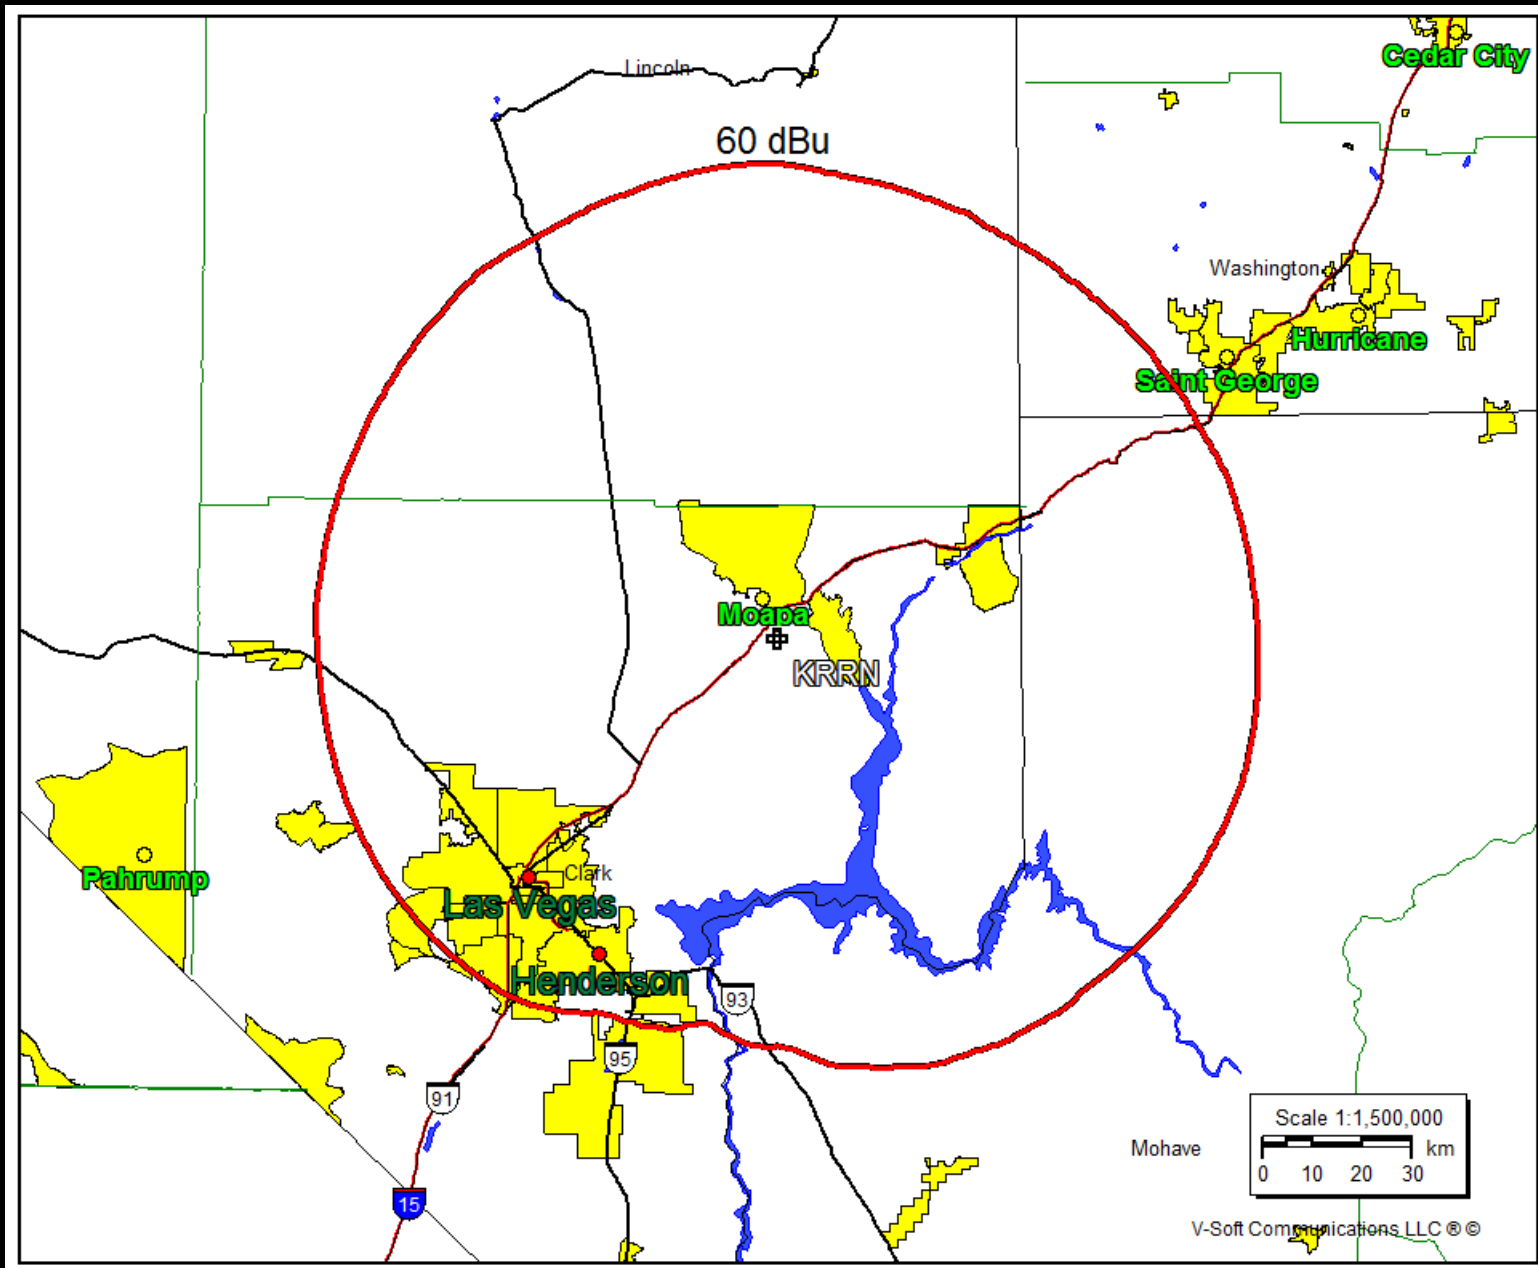 Cedar City
Lincoln
60 dBu
Washington
Hurricane
Saint George
Moapa
KRRN
Pahrump
Clark
Las Vegas
Henderson
93
95
91
15
Mohave
Scale 1:1,500,000
km
0 10 20 30
V-Soft Communications LLC ® ©